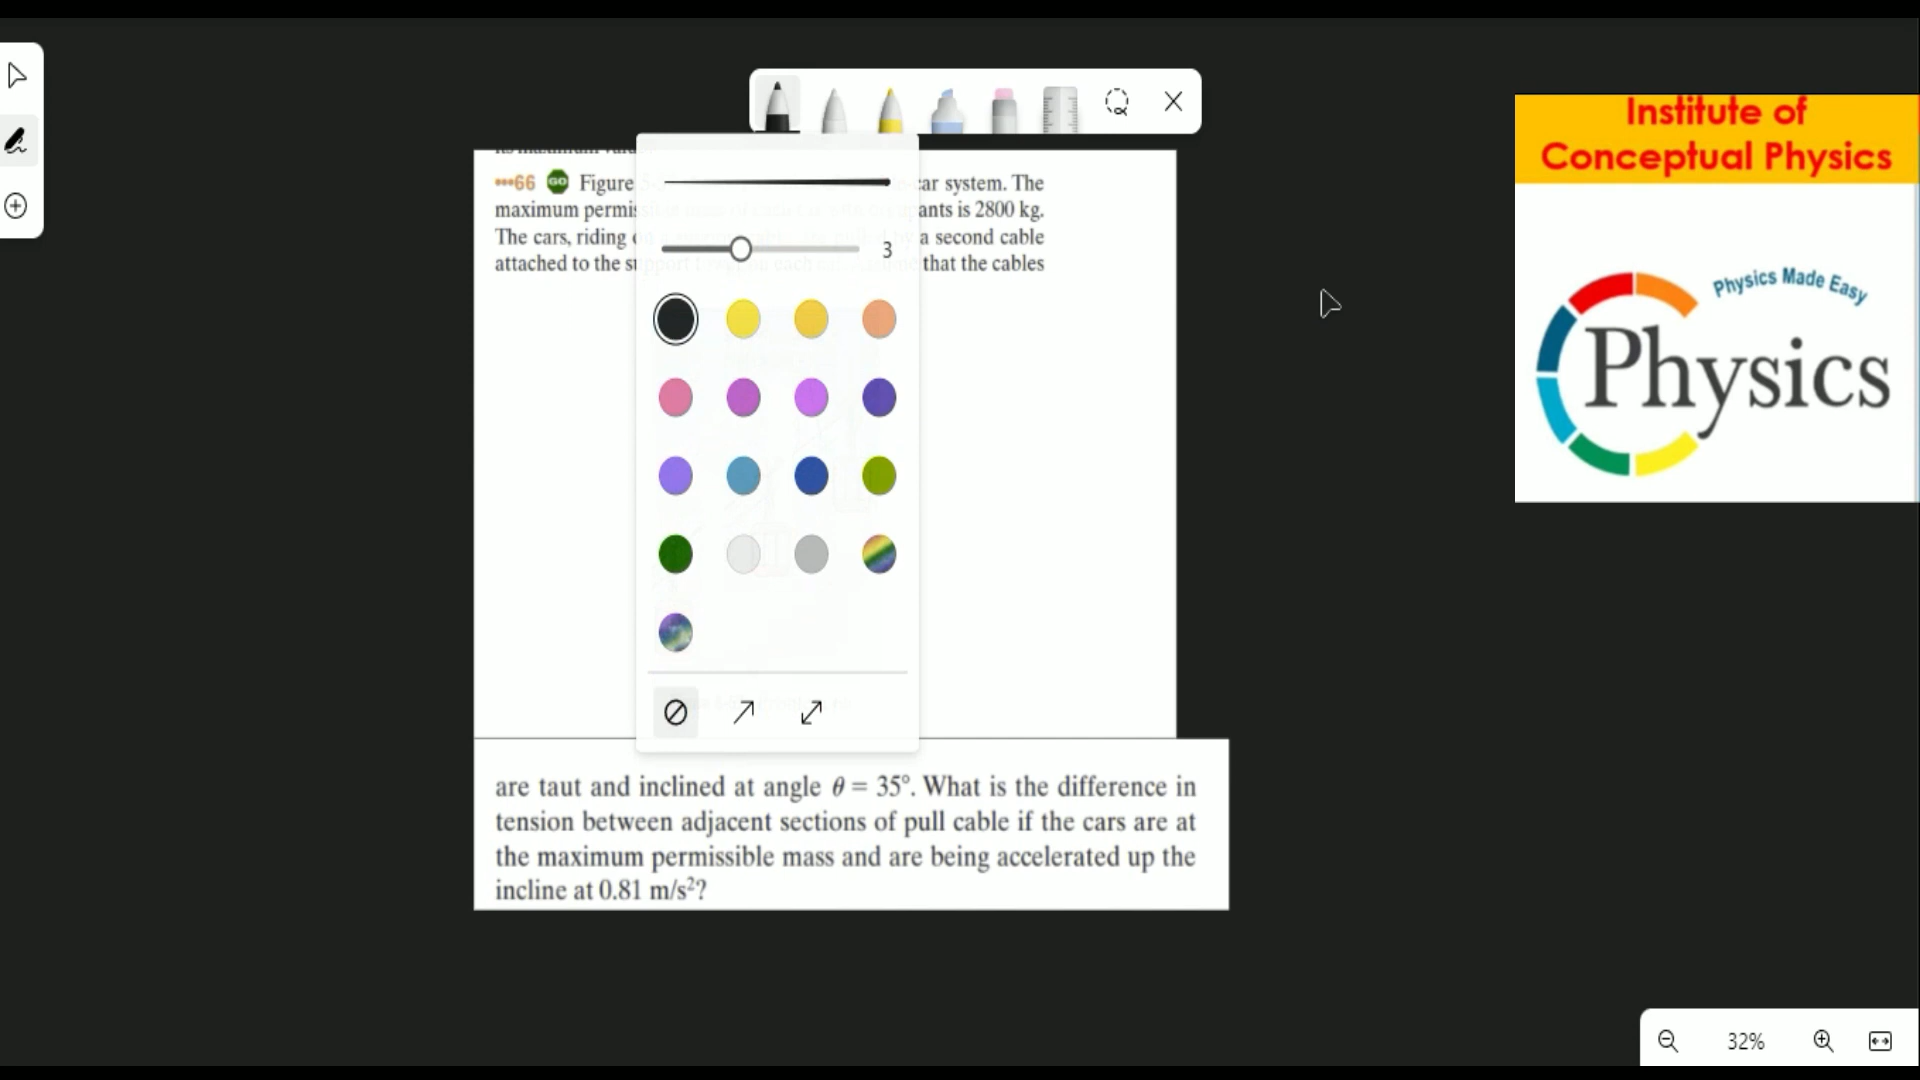 Institute of
Conceptual Physics
Physics Made Easy
Physics
•••66 GO Figure ar system. The
maximum permis ants is 2800 kg.
The cars, riding a second cable
attached to the support that the cables
3
are taut and inclined at angle θ = 35°. What is the difference in
tension between adjacent sections of pull cable if the cars are at
the maximum permissible mass and are being accelerated up the
incline at 0.81 m/s²?
32%